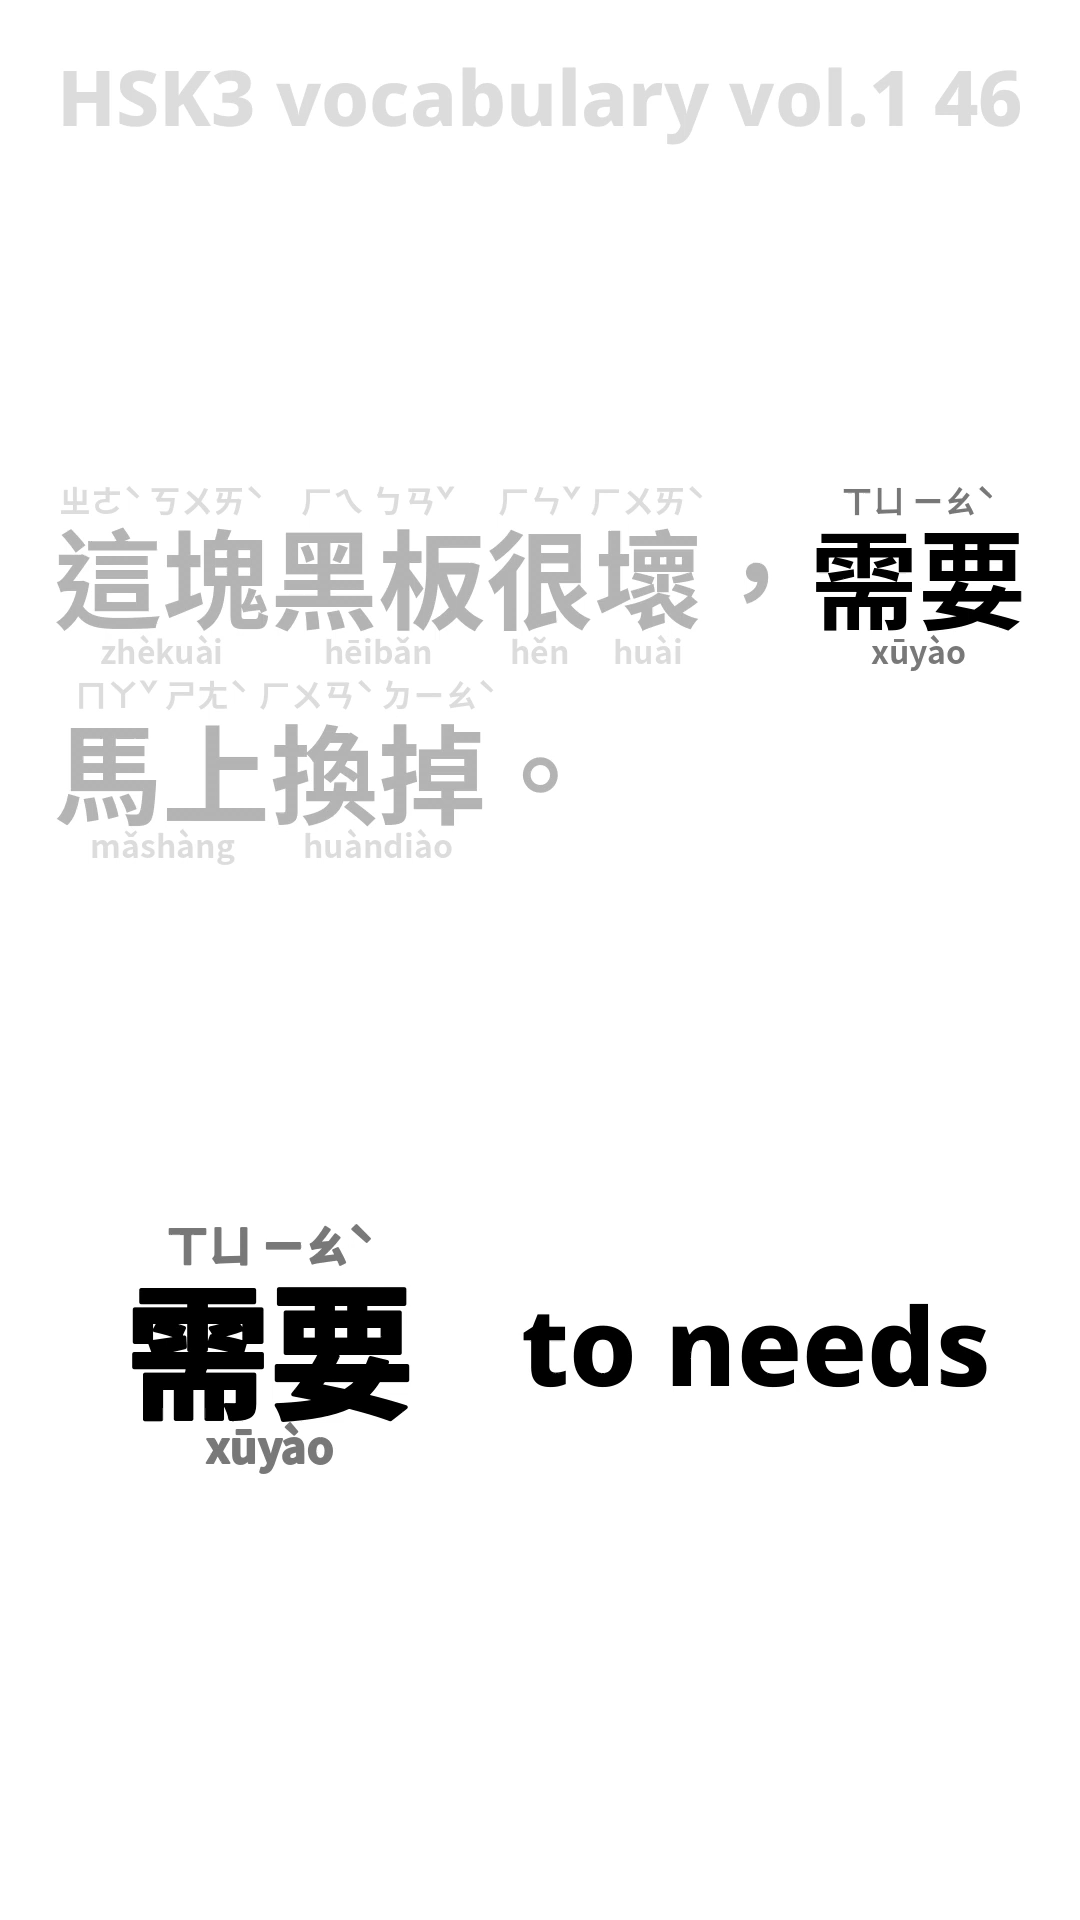 HSK3 vocabulary vol.1 46
ㄓㄜˋ ㄎㄨㄞˋ ㄏㄟ ㄅㄢˇ ㄏㄣˇ ㄏㄨㄞˋ ㄒㄩ ㄧㄠˋ
這塊黑板很壞，需要
zhèkuài hēibǎn hěn huài xūyào
ㄇㄚˇ ㄕㄤˋ ㄏㄨㄢˋ ㄉㄧㄠˋ
馬上換掉。
mǎshàng huàndiào
ㄒㄩ ㄧㄠˋ
需要 to needs
xūyào